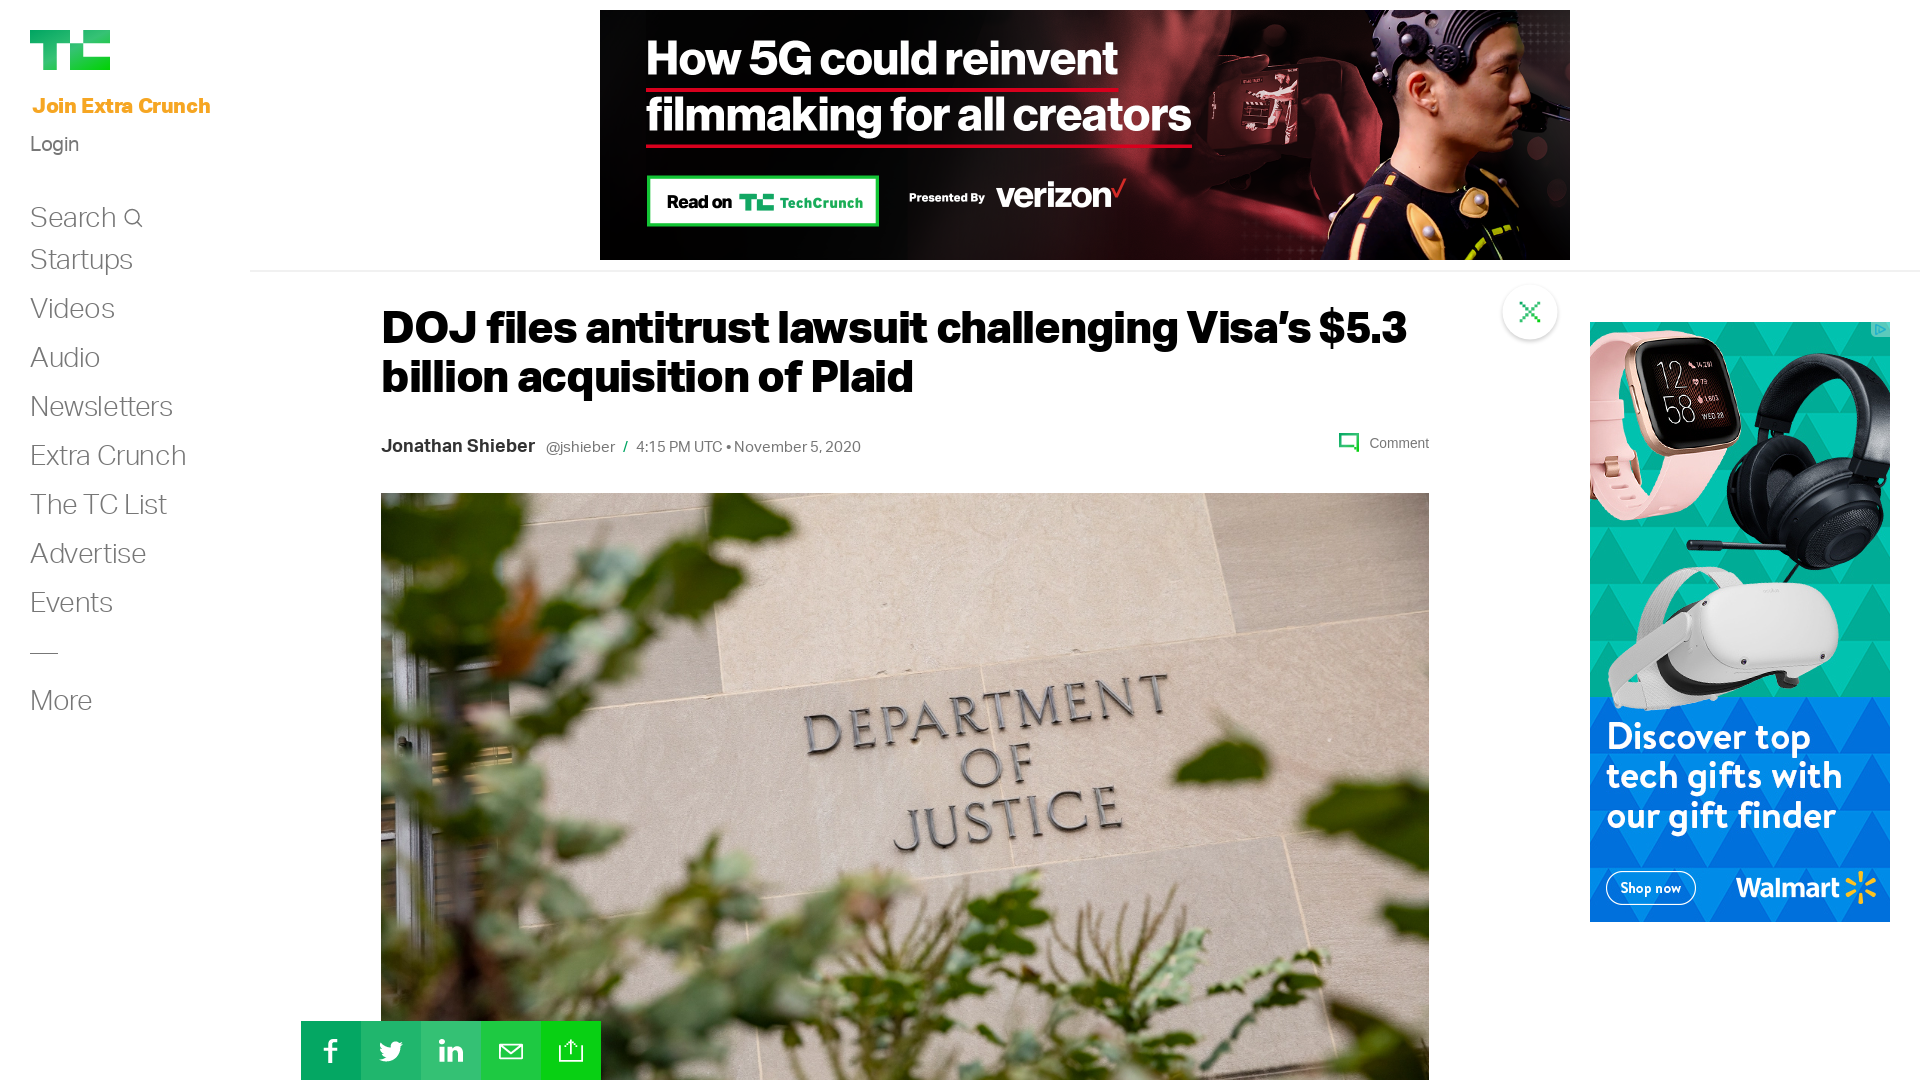 Join Extra Crunch
Login
Search
Startups
Videos
Audio
Newsletters
Extra Crunch
The TC List
Advertise
Events
More
How 5G could reinvent
filmmaking for all creators
Read on TC TechCrunch
Presented By verizon
DOJ files antitrust lawsuit challenging Visa’s $5.3
billion acquisition of Plaid
Jonathan Shieber @jshieber / 4:15 PM UTC • November 5, 2020
Comment
DEPARTMENT
OF
JUSTICE
12
58
WED 28
Discover top
tech gifts with
our gift finder
Shop now
Walmart